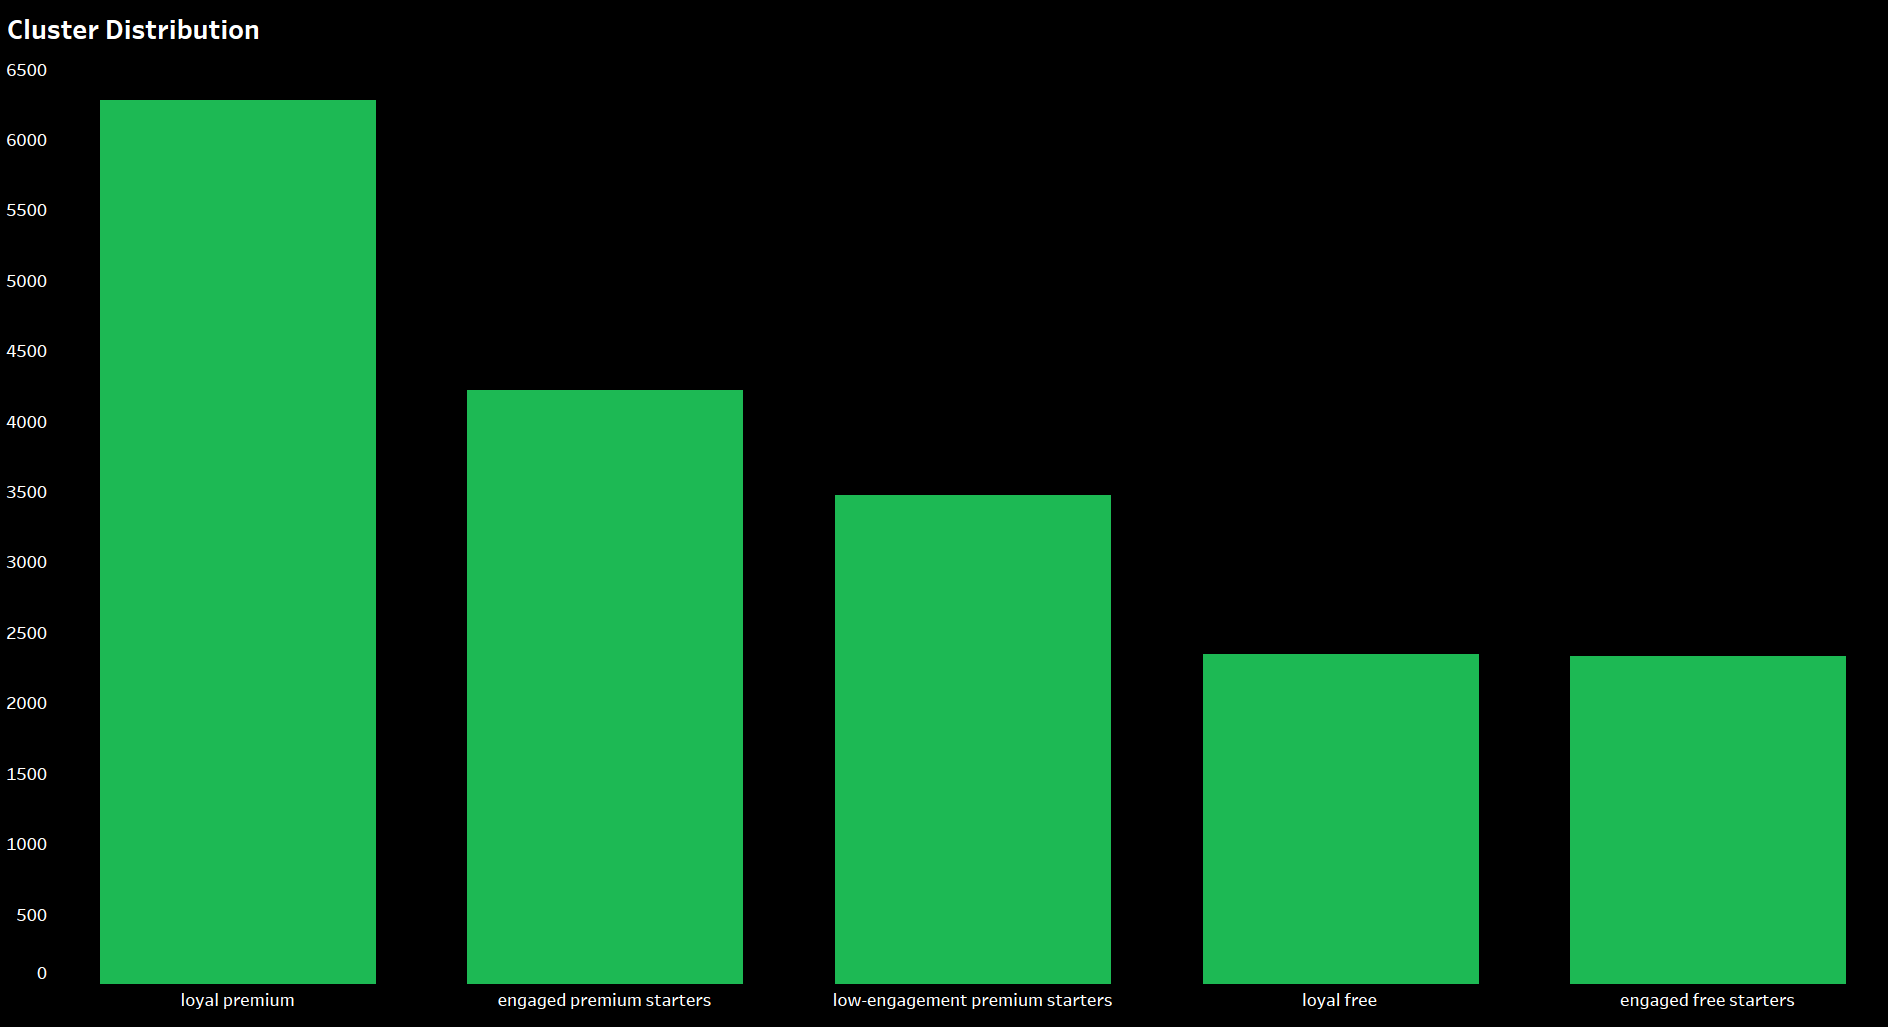 Cluster Distribution
6500
6000
5500
5000
4500
4000
3500
3000
2500
2000
1500
1000
500
0
loyal premium
engaged premium starters
low-engagement premium starters
loyal free
engaged free starters